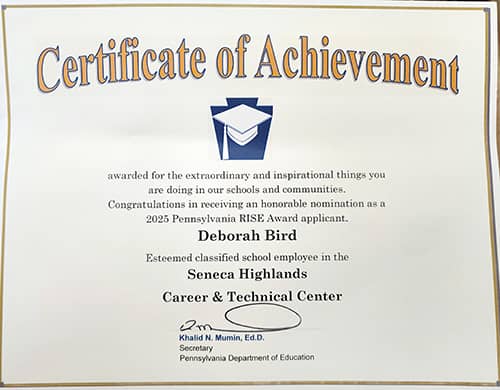 Certificate of Achievement
awarded for the extraordinary and inspirational things you
are doing in our schools and communities.
Congratulations in receiving an honorable nomination as a
2025 Pennsylvania RISE Award applicant.
Deborah Bird
Esteemed classified school employee in the
Seneca Highlands
Career & Technical Center
Khalid N. Mumin, Ed.D.
Secretary
Pennsylvania Department of Education